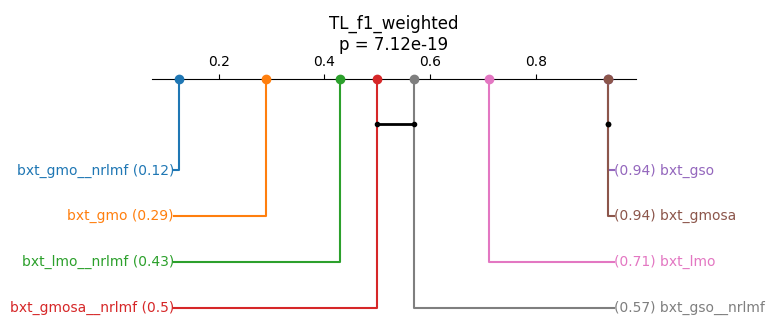 TL_f1_weighted
p = 7.12e-19
0.2 0.4 0.6 0.8
bxt_gmo__nrlmf (0.12) (0.94) bxt_gso
bxt_gmo (0.29) (0.94) bxt_gmosa
bxt_lmo__nrlmf (0.43) (0.71) bxt_lmo
bxt_gmosa__nrlmf (0.5) (0.57) bxt_gso__nrlmf